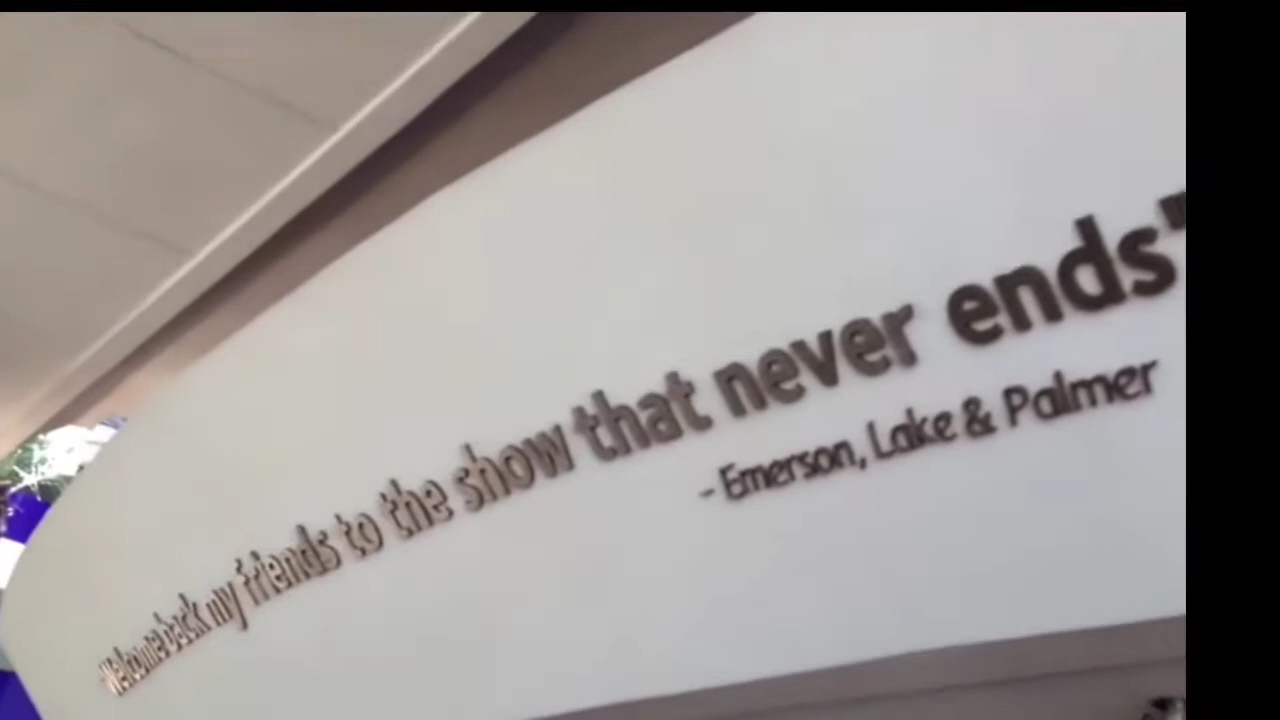 "Welcome back my friends to the show that never ends"
- Emerson, Lake & Palmer